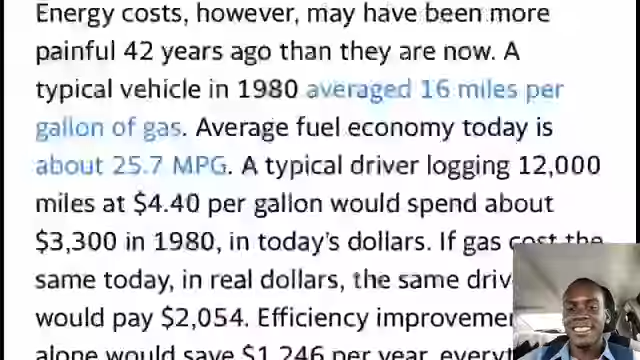 Energy costs, however, may have been more
painful 42 years ago than they are now. A
typical vehicle in 1980 averaged 16 miles per
gallon of gas. Average fuel economy today is
about 25.7 MPG. A typical driver logging 12,000
miles at $4.40 per gallon would spend about
$3,300 in 1980, in today's dollars. If gas cost the
same today, in real dollars, the same
would pay $2,054. Efficiency
alone would save $1,246 per year,